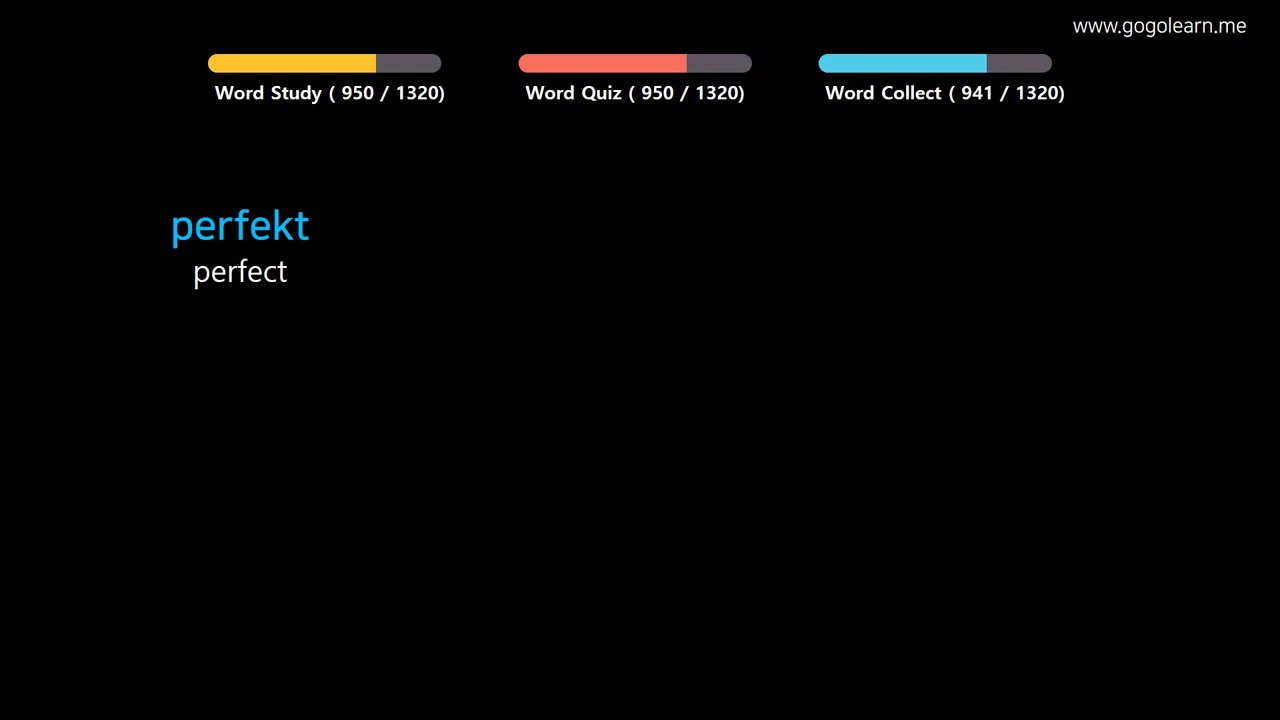 www.gogolearn.me
Word Study ( 950 / 1320)
Word Quiz ( 950 / 1320)
Word Collect ( 941 / 1320)
perfekt
perfect